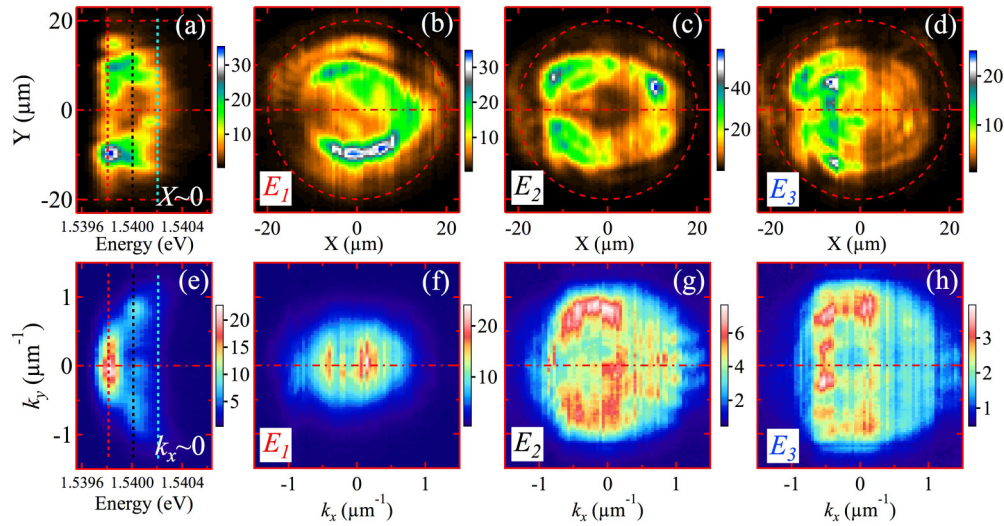 (a) (b) (c) (d)
20 0 -20
Y (μm)
30 20 10
30 20 10 0
40 20
20 10 0
X~0 E1 E2 E3
1.5396 1.5400 1.5404
-20 0 20
-20 0 20
-20 0 20
Energy (eV) X (μm) X (μm) X (μm)
(e) (f) (g) (h)
1 0 -1
ky (μm-1)
20 15 10 5
20 10
6 4 2
3 2 1
kx~0 E1 E2 E3
1.5396 1.5400 1.5404
-1 0 1
-1 0 1
-1 0 1
Energy (eV) kx (μm-1) kx (μm-1) kx (μm-1)